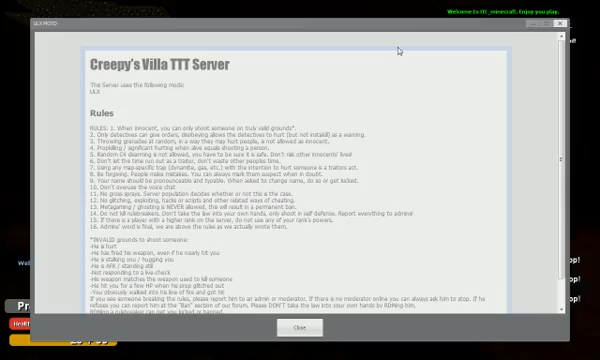 Welcome to ttt_minecraft. Enjoy you play.
ULX MOTD
Creepy's Villa TTT Server
The Server uses the following mods:
ULX
Rules
RULES: 1. When innocent, you can only shoot someone on truly valid grounds*.
2. Only detectives can give orders, disobeying allows the detectives to hurt (but not instakill) as a warning.
3. Throwing grenades at random, in a way they may hurt people, is not allowed as innocent.
4. Propkilling / significant hurting when alive equals shooting a person.
5. Random C4 disarming is not allowed, you have to be sure it is safe. Don't risk other innocents' lives!
6. Don't let the time run out as a traitor, don't waste other peoples time.
7. Using any map-specific trap (dynamite, gas, etc.) with the intention to hurt someone is a traitors act.
8. Be forgiving. People make mistakes. You can always mark them suspect when in doubt.
9. Your name should be pronounceable and typable. When asked to change name, do so or get kicked.
10. Don't overuse the voice chat
11. No gross sprays. Server population decides whether or not this is the case.
12. No glitching, exploiting, hacks or scripts and other related ways of cheating.
13. Metagaming / ghosting is NEVER allowed, this will result in a permanent ban.
14. Do not kill rulebreakers. Don't take the law into your own hands, only shoot in self defense. Report everything to admins!
15. If there is a player with a higher rank on the server, do not use any of your rank's powers.
16. Admins' word is final, we are above the rules as we actually wrote them.
*INVALID grounds to shoot someone:
-He is hurt
-He has fired his weapon, even if he nearly hit you
-He is stalking you / hugging you
-He is AFK / standing still
-Not responding to a live-check
-He weapon matches the weapon used to kill someone
-He hit you for a few HP when he prop glitched out
-You obviously walked into his line of fire and got hit
If you see someone breaking the rules, please report him to an admin or moderator. If there is no moderator online you can always ask him to stop. If he
refuses you can report him at the "Ban" section of our forum. Please DON'T take the law into your own hands by RDMing him.
RDMing a rulebreaker can get you kicked or banned.
Close